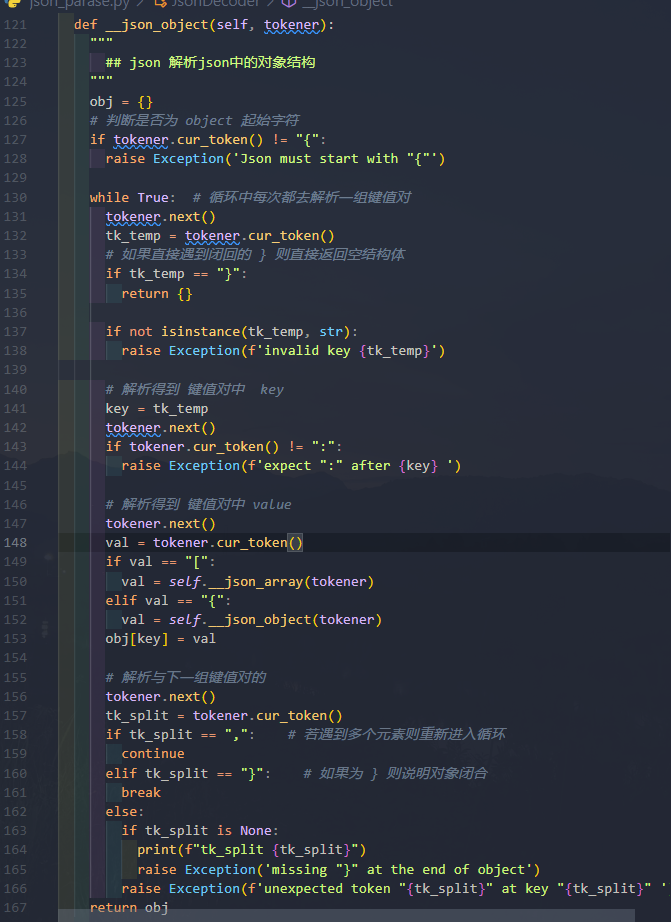 json_parase.py > JsonDecoder > __json_object
121 def __json_object(self, tokener):
122 """
123 ## json 解析json中的对象结构
124 """
125 obj = {}
126 # 判断是否为 object 起始字符
127 if tokener.cur_token() != "{":
128 raise Exception('Json must start with "{"')
129
130 while True:  # 循环中每次都去解析一组键值对
131 tokener.next()
132 tk_temp = tokener.cur_token()
133 # 如果直接遇到闭回的 } 则直接返回空结构体
134 if tk_temp == "}":
135 return {}
136
137 if not isinstance(tk_temp, str):
138 raise Exception(f'invalid key {tk_temp}')
139
140 # 解析得到 键值对中  key
141 key = tk_temp
142 tokener.next()
143 if tokener.cur_token() != ":":
144 raise Exception(f'expect ":" after {key} ')
145
146 # 解析得到 键值对中 value
147 tokener.next()
148 val = tokener.cur_token()
149 if val == "[":
150 val = self.__json_array(tokener)
151 elif val == "{":
152 val = self.__json_object(tokener)
153 obj[key] = val
154
155 # 解析与下一组键值对的
156 tokener.next()
157 tk_split = tokener.cur_token()
158 if tk_split == ",":    # 若遇到多个元素则重新进入循环
159 continue
160 elif tk_split == "}":    # 如果为 } 则说明对象闭合
161 break
162 else:
163 if tk_split is None:
164 print(f"tk_split {tk_split}")
165 raise Exception('missing "}" at the end of object')
166 raise Exception(f'unexpected token "{tk_split}" at key "{tk_split}" '
167 return obj